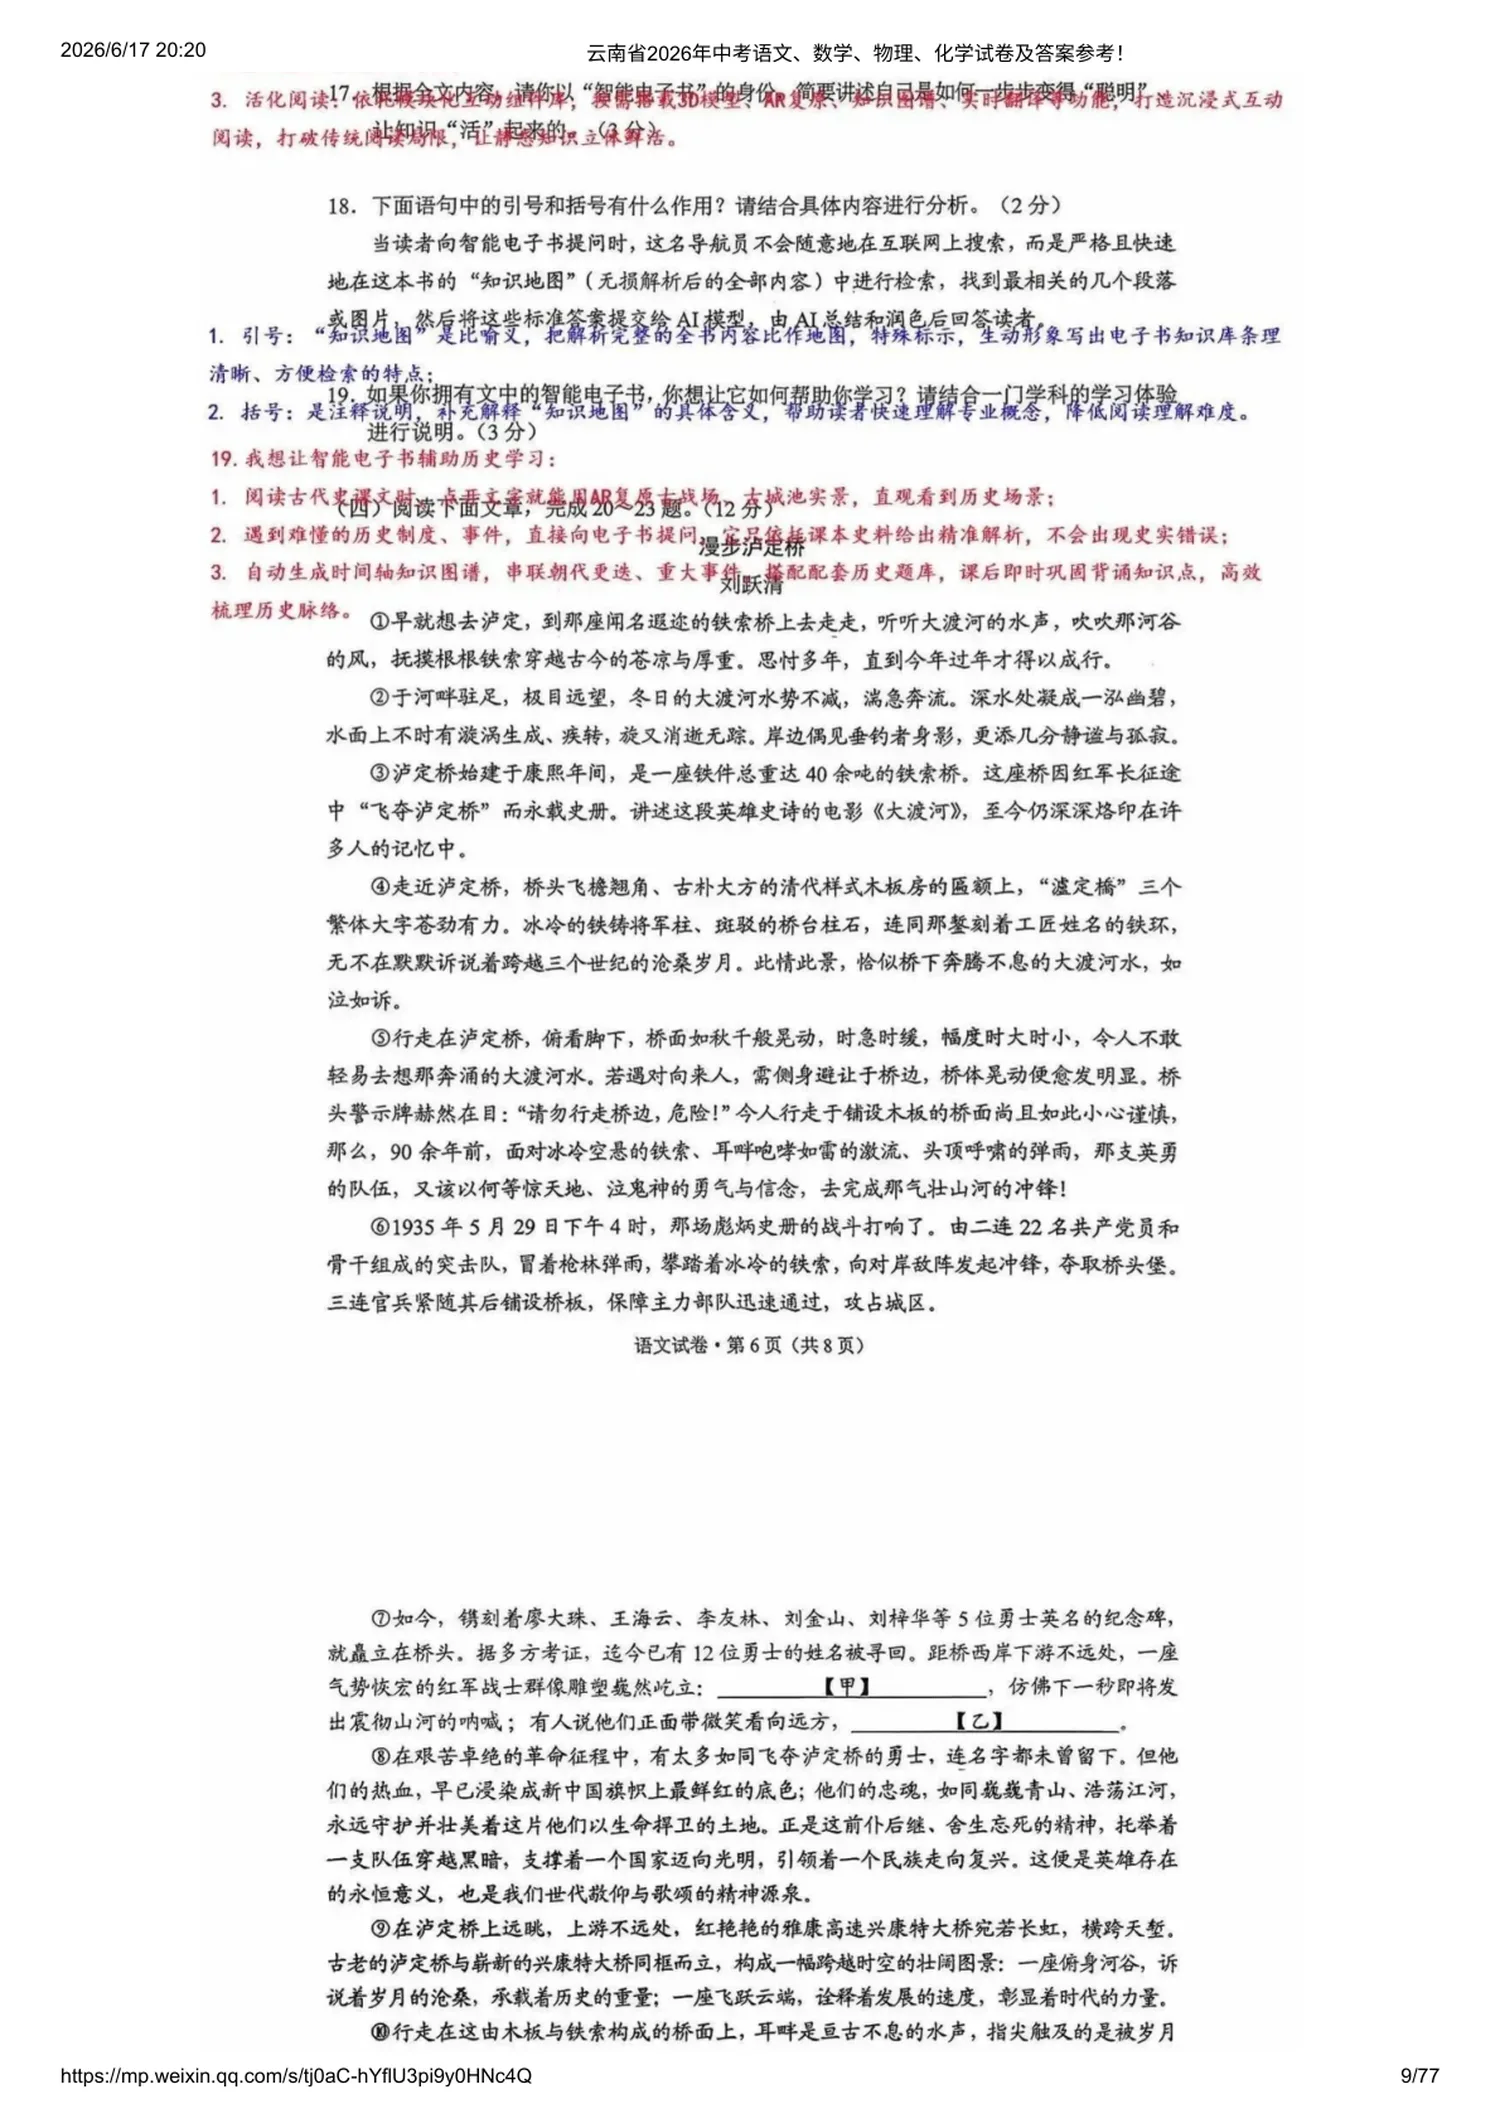 2026/6/17 20:20
云南省2026年中考语文、数学、物理、化学试卷及答案参考!
17. 根据全文内容，请你以“智能电子书”的身份，简要讲述自己是如何一步步变得“聪明”，
3. 活化阅读：依托模块化互动组件库，按需搭载3D模型、AR复原、知识图谱、实时翻译等功能，打造沉浸式互动
让知识“活”起来的。（3 分）
阅读，打破传统阅读局限，让静态知识立体鲜活。
18. 下面语句中的引号和括号有什么作用？请结合具体内容进行分析。（2 分）
当读者向智能电子书提问时，这名导航员不会随意地在互联网上搜索，而是严格且快速
地在这本书的“知识地图”（无损解析后的全部内容）中进行检索，找到最相关的几个段落
或图片，然后将这些标准答案提交给 AI 模型，由 AI 总结和润色后回答读者。
1. 引号：“知识地图”是比喻义，把解析完整的全书内容比作地图，特殊标示，生动形象写出电子书知识库条理
清晰、方便检索的特点；
19. 如果你拥有文中的智能电子书，你想让它如何帮助你学习？请结合一门学科的学习体验
2. 括号：是注释说明，补充解释“知识地图”的具体含义，帮助读者快速理解专业概念，降低阅读理解难度。
进行说明。（3 分）
19. 我想让智能电子书辅助历史学习：
1. 阅读古代史课文时，点开文字就能用AR复原古战场、古城池实景，直观看到历史场景；
（四）阅读下面文章，完成 20～23 题。（12 分）
2. 遇到难懂的历史制度、事件，直接向电子书提问，它只依托课本史料给出精准解析，不会出现史实错误；
漫步泸定桥
3. 自动生成时间轴知识图谱，串联朝代更迭、重大事件，搭配配套历史题库，课后即时巩固背诵知识点，高效
刘跃清
梳理历史脉络。
①早就想去泸定，到那座闻名遐迩的铁索桥上去走走，听听大渡河的水声，吹吹那河谷
的风，抚摸根根铁索穿越古今的苍凉与厚重。思忖多年，直到今年过年才得以成行。
②于河畔驻足，极目远望，冬日的大渡河水势不减，湍急奔流。深水处凝成一泓幽碧，
水面上不时有漩涡生成、疾转，旋又消逝无踪。岸边偶见垂钓者身影，更添几分静谧与孤寂。
③泸定桥始建于康熙年间，是一座铁件总重达 40 余吨的铁索桥。这座桥因红军长征途
中“飞夺泸定桥”而永载史册。讲述这段英雄史诗的电影《大渡河》，至今仍深深烙印在许
多人的记忆中。
④走近泸定桥，桥头飞檐翘角、古朴大方的清代样式木板房的匾额上，“瀘定橋”三个
繁体大字苍劲有力。冰冷的铁铸将军柱、斑驳的桥台柱石，连同那錾刻着工匠姓名的铁环，
无不在默默诉说着跨越三个世纪的沧桑岁月。此情此景，恰似桥下奔腾不息的大渡河水，如
泣如诉。
⑤行走在泸定桥，俯看脚下，桥面如秋千般晃动，时急时缓，幅度时大时小，令人不敢
轻易去想那奔涌的大渡河水。若遇对向来人，需侧身避让于桥边，桥体晃动便愈发明显。桥
头警示牌赫然在目：“请勿行走桥边，危险！”今人行走于铺设木板的桥面尚且如此小心谨慎，
那么，90 余年前，面对冰冷空悬的铁索、耳畔咆哮如雷的激流、头顶呼啸的弹雨，那支英勇
的队伍，又该以何等惊天地、泣鬼神的勇气与信念，去完成那气壮山河的冲锋！
⑥1935 年 5 月 29 日下午 4 时，那场彪炳史册的战斗打响了。由二连 22 名共产党员和
骨干组成的突击队，冒着枪林弹雨，攀踏着冰冷的铁索，向对岸敌阵发起冲锋，夺取桥头堡。
三连官兵紧随其后铺设桥板，保障主力部队迅速通过，攻占城区。
语文试卷·第 6 页（共 8 页）
⑦如今，镌刻着廖大珠、王海云、李友林、刘金山、刘梓华等 5 位勇士英名的纪念碑，
就矗立在桥头。据多方考证，迄今已有 12 位勇士的姓名被寻回。距桥西岸下游不远处，一座
气势恢宏的红军战士群像雕塑巍然屹立：【甲】，仿佛下一秒即将发
出震彻山河的呐喊；有人说他们正面带微笑看向远方，【乙】。
⑧在艰苦卓绝的革命征程中，有太多如同飞夺泸定桥的勇士，连名字都未曾留下。但他
们的热血，早已浸染成新中国旗帜上最鲜红的底色；他们的忠魂，如同巍巍青山、浩荡江河，
永远守护并壮美着这片他们以生命捍卫的土地。正是这前仆后继、舍生忘死的精神，托举着
一支队伍穿越黑暗，支撑着一个国家迈向光明，引领着一个民族走向复兴。这便是英雄存在
的永恒意义，也是我们世代敬仰与歌颂的精神源泉。
⑨在泸定桥上远眺，上游不远处，红艳艳的雅康高速兴康特大桥宛若长虹，横跨天堑。
古老的泸定桥与崭新的兴康特大桥同框而立，构成一幅跨越时空的壮阔图景：一座俯身河谷，诉
说着岁月的沧桑，承载着历史的重量；一座飞跃云端，诠释着发展的速度，彰显着时代的力量。
⑩行走在这由木板与铁索构成的桥面上，耳畔是亘古不息的水声，指尖触及的是被岁月
https://mp.weixin.qq.com/s/tj0aC-hYflU3pi9y0HNc4Q
9/77